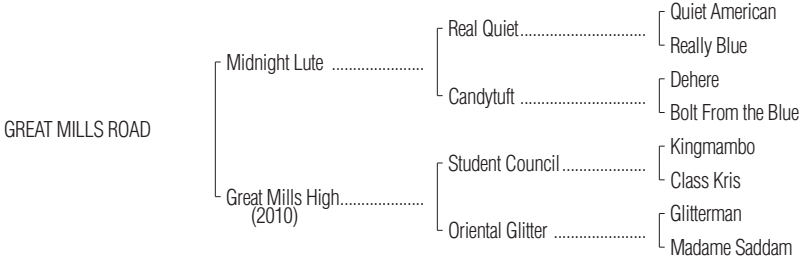 Quiet American
Real Quiet..............................
Really Blue
Midnight Lute ......................
Dehere
Candytuft ..............................
Bolt From the Blue
GREAT MILLS ROAD
Kingmambo
Student Council....................
Class Kris
Great Mills High....................
(2010)
Glitterman
Oriental Glitter ......................
Madame Saddam